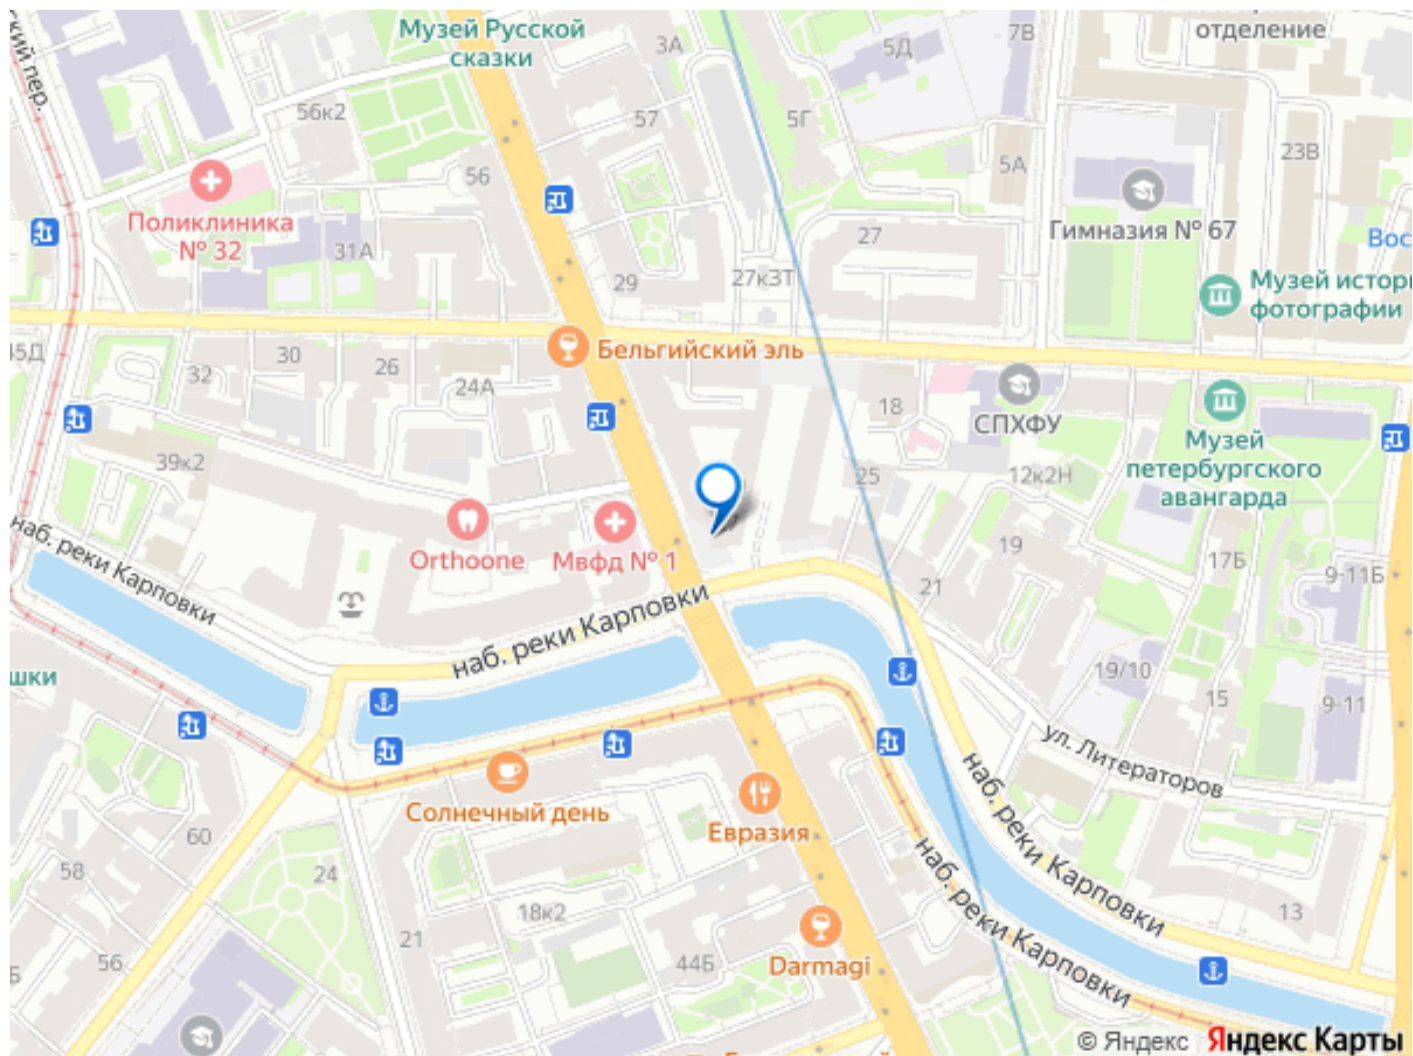 Музей Русской
сказки
3А
5Д
7В
отделение
56к2
57
5Г
23В
5А
56
Поликлиника
№ 32
Гимназия № 67
31А
27
Вос
29
27к3Т
Музей истори
фотографии
45Д
30
Бельгийский эль
26
32
24А
18
СПХФУ
Музей
петербургского
авангарда
39к2
25
12к2Н
Orthoone
Мвфд № 1
19
17Б
9-11Б
21
наб. реки Карповки
наб. реки Карповки
шки
19/10
15
9-11
ул. Литераторов
Солнечный день
Евразия
60
58
24
наб. реки Карповки
наб. реки Карповки
18к2
13
21
56
44Б
Darmagi
© Яндекс Яндекс Карты